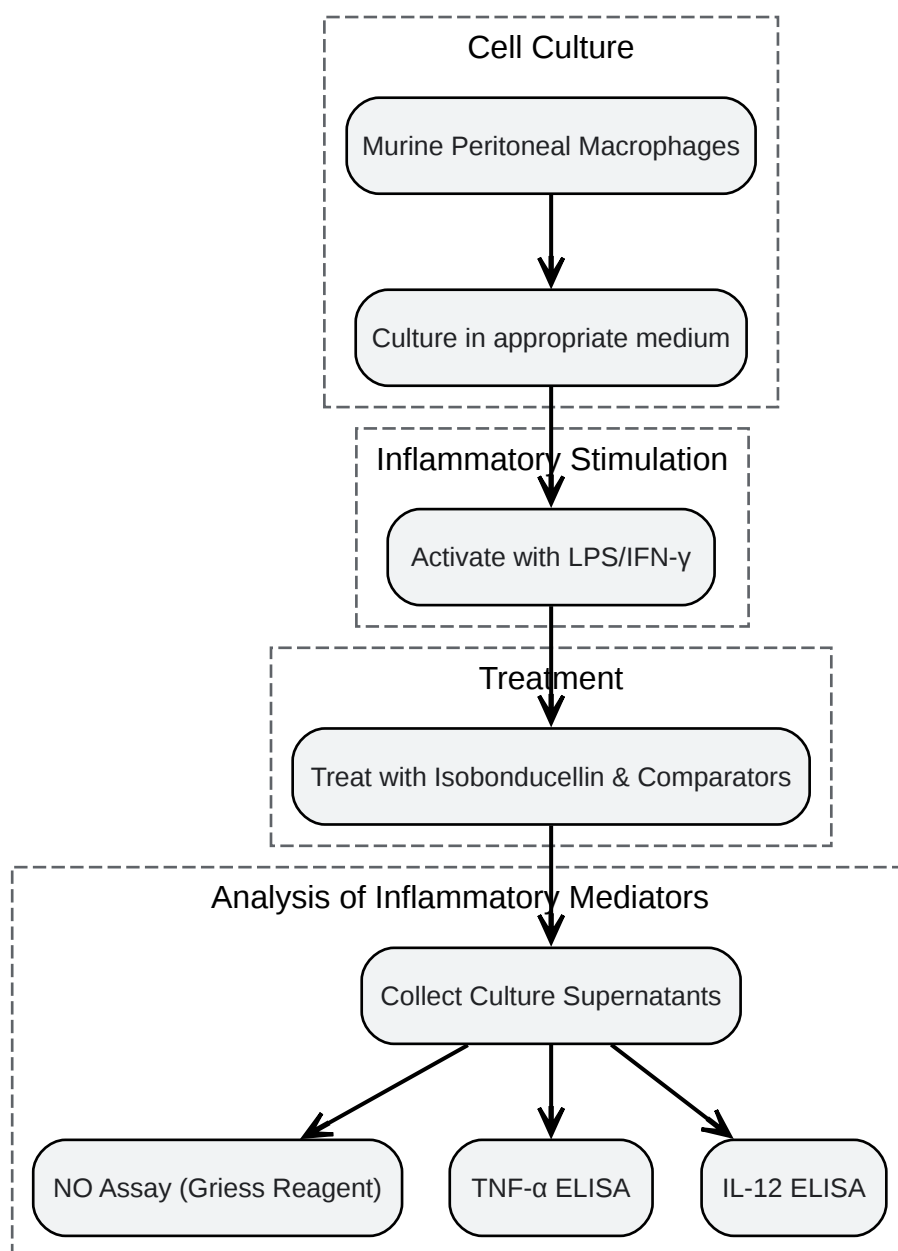 Cell Culture
Murine Peritoneal Macrophages
Culture in appropriate medium
Inflammatory Stimulation
Activate with LPS/IFN-γ
Treatment
Treat with Isobonducellin & Comparators
Analysis of Inflammatory Mediators
Collect Culture Supernatants
NO Assay (Griess Reagent)
TNF-α ELISA
IL-12 ELISA